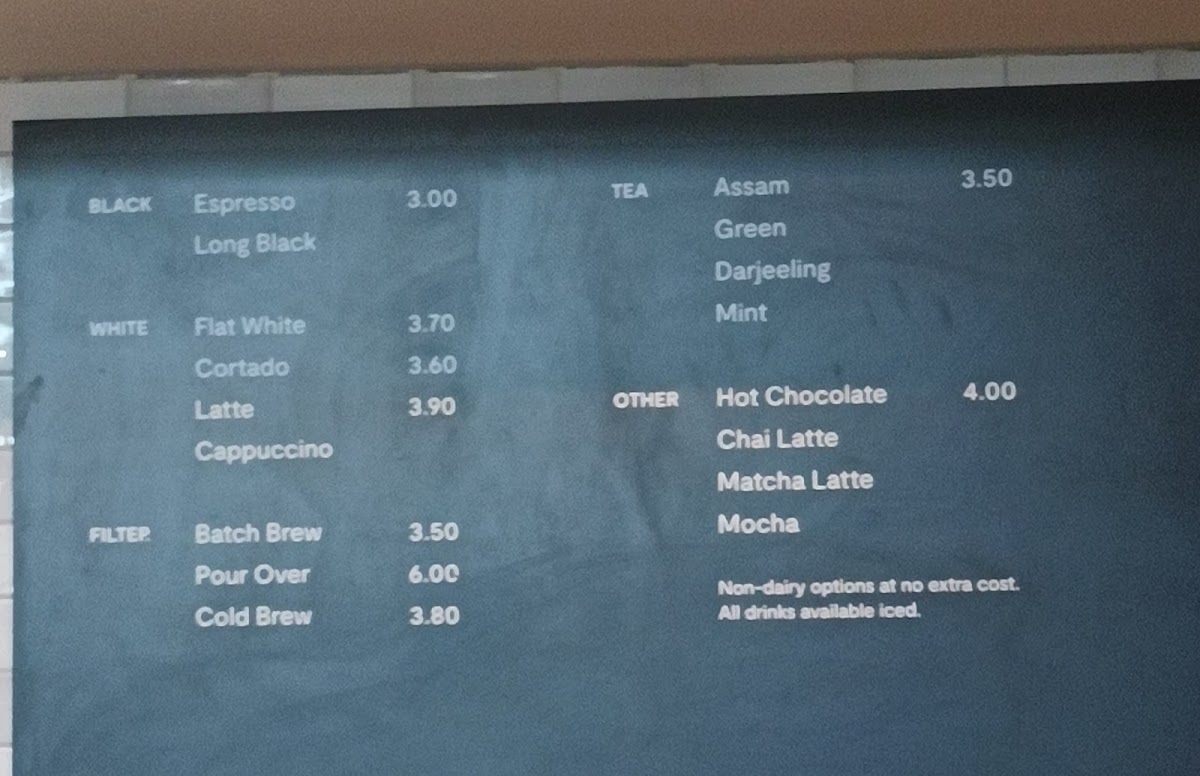 BLACK Espresso 3.00
Long Black
WHITE Flat White 3.70
Cortado 3.60
Latte 3.90
Cappuccino
FILTER Batch Brew 3.50
Pour Over 6.00
Cold Brew 3.80
TEA Assam 3.50
Green
Darjeeling
Mint
OTHER Hot Chocolate 4.00
Chai Latte
Matcha Latte
Mocha
Non-dairy options at no extra cost.
All drinks available iced.